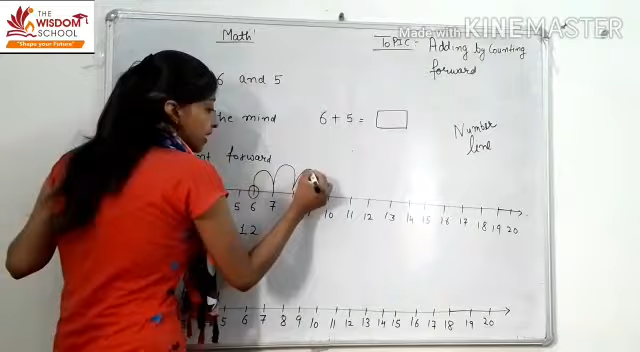 THE
WISDOM
SCHOOL
"Shape your Future"
Made with KINEMASTER
Math'
TOPIC - Adding by Counting
forward
6 and 5
the mind 6 + 5 =
Number
line
forward
5 6 7 10 11 12 13 14 15 16 17 18 19 20
1 2
5 6 7 8 9 10 11 12 13 14 15 16 17 18 19 20